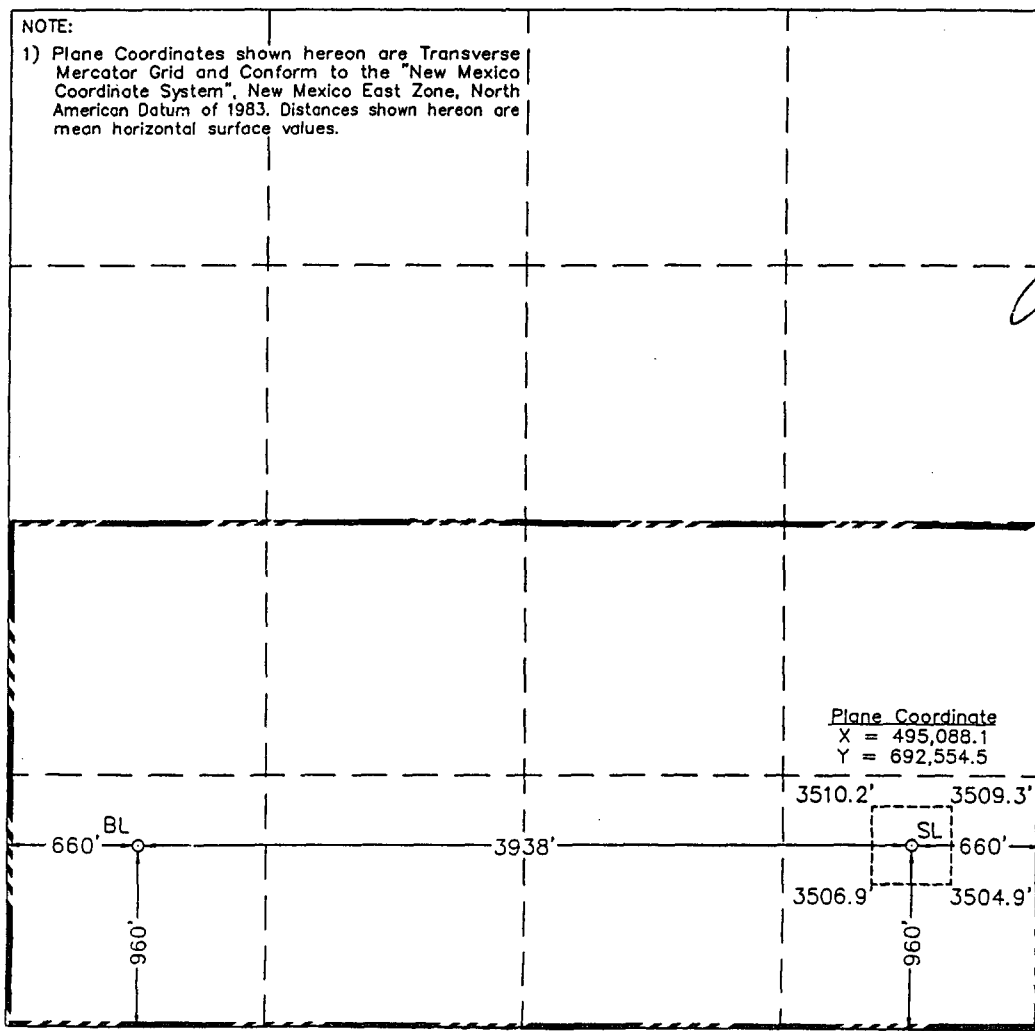 NOTE:
1) Plane Coordinates shown hereon are Transverse
Mercator Grid and Conform to the "New Mexico
Coordinate System", New Mexico East Zone, North
American Datum of 1983. Distances shown hereon are
mean horizontal surface values.
Plane Coordinate
X = 495,088.1
Y = 692,554.5
3510.2' 3509.3'
660' BL 3938' SL 660'
3506.9' 3504.9'
960' 960'